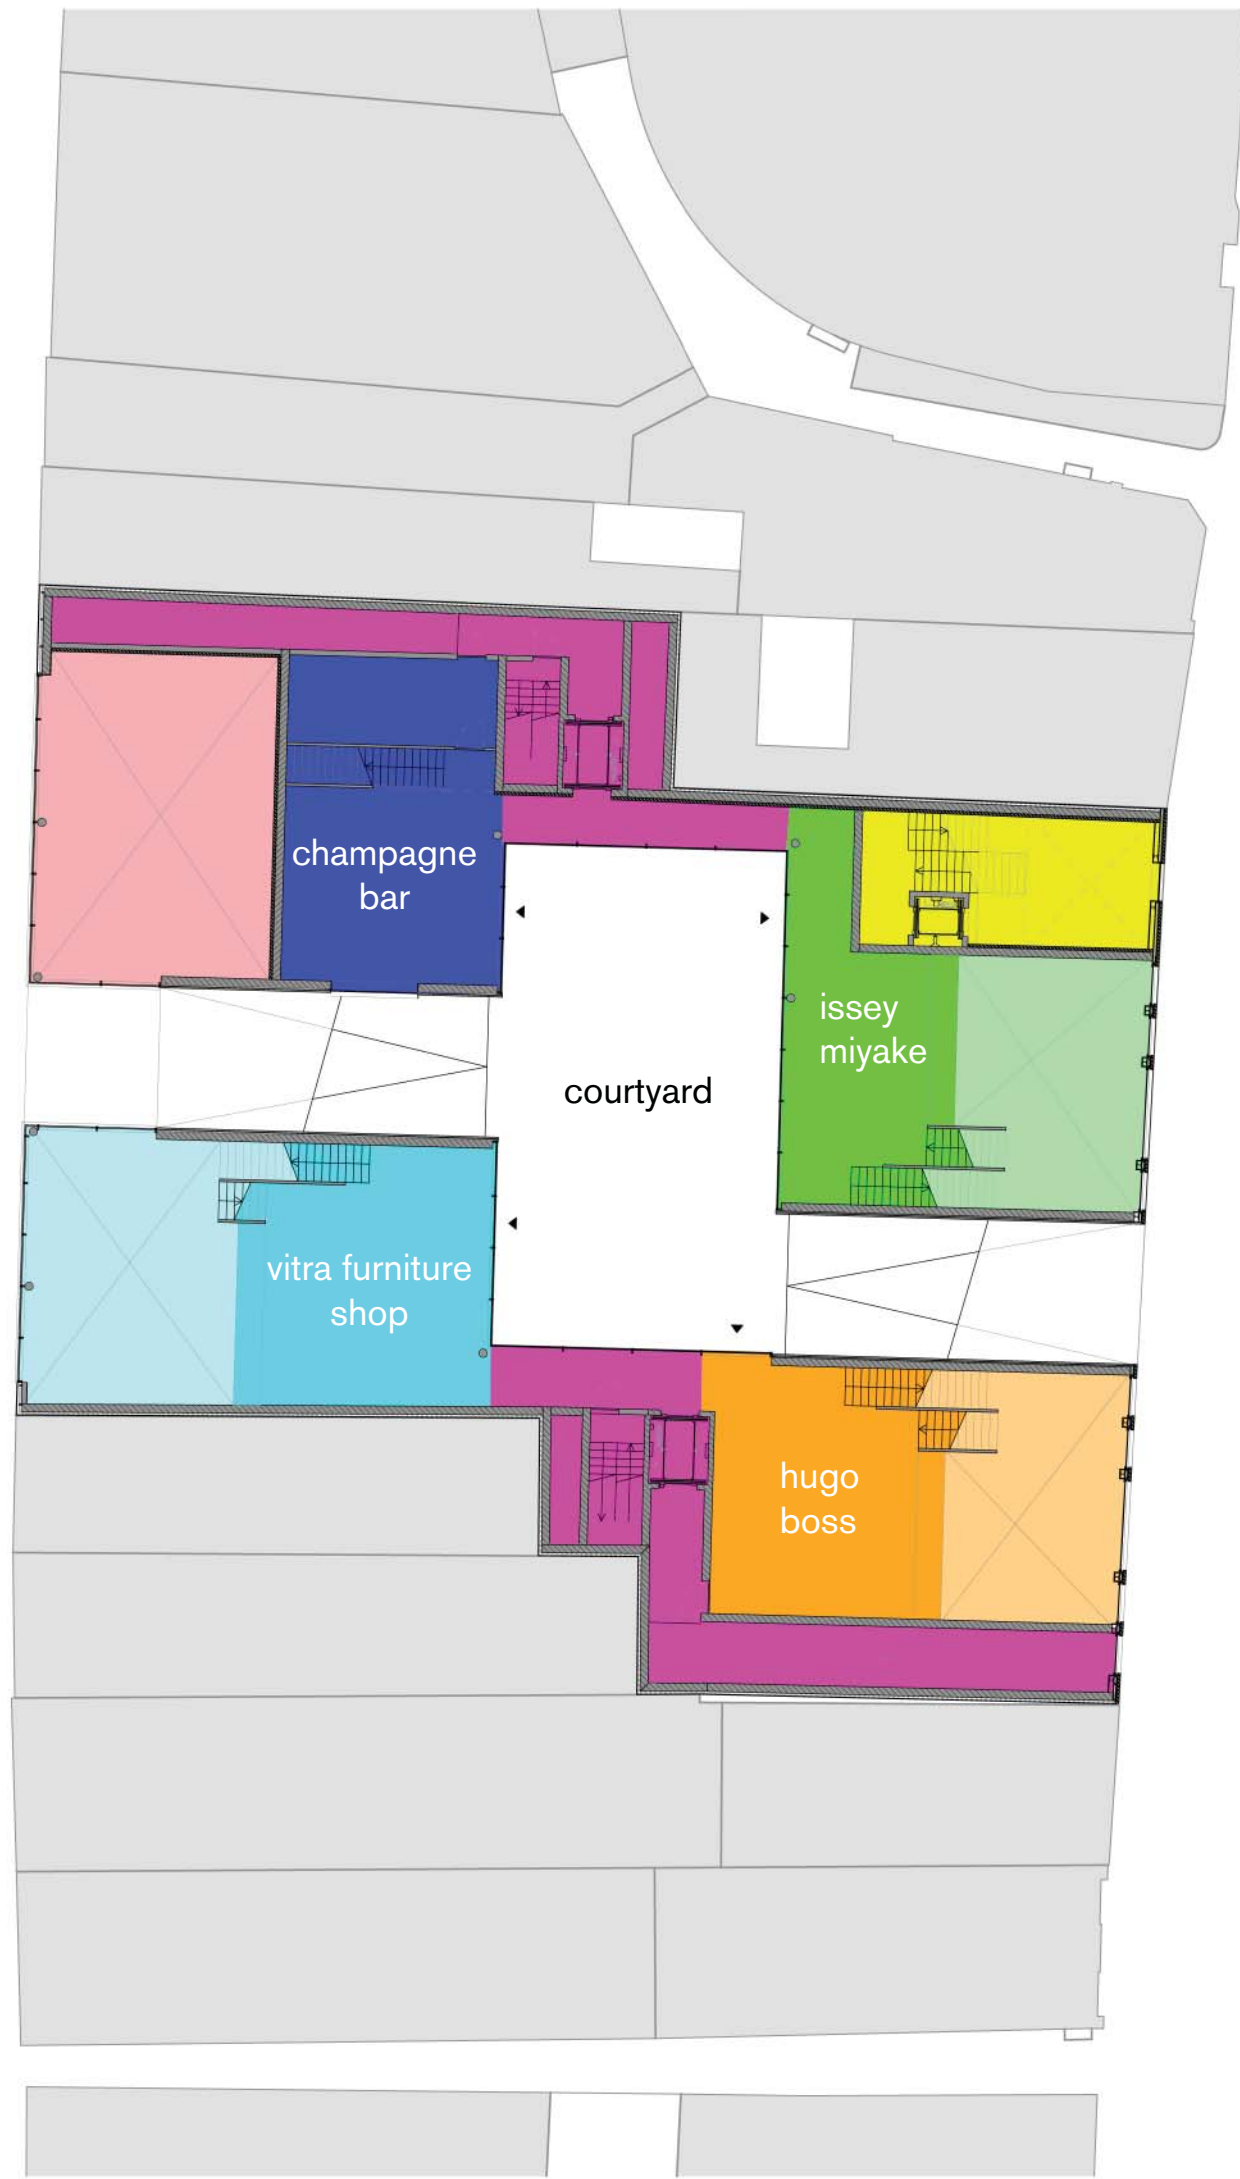 champagne
bar
issey
miyake
courtyard
vitra furniture
shop
hugo
boss